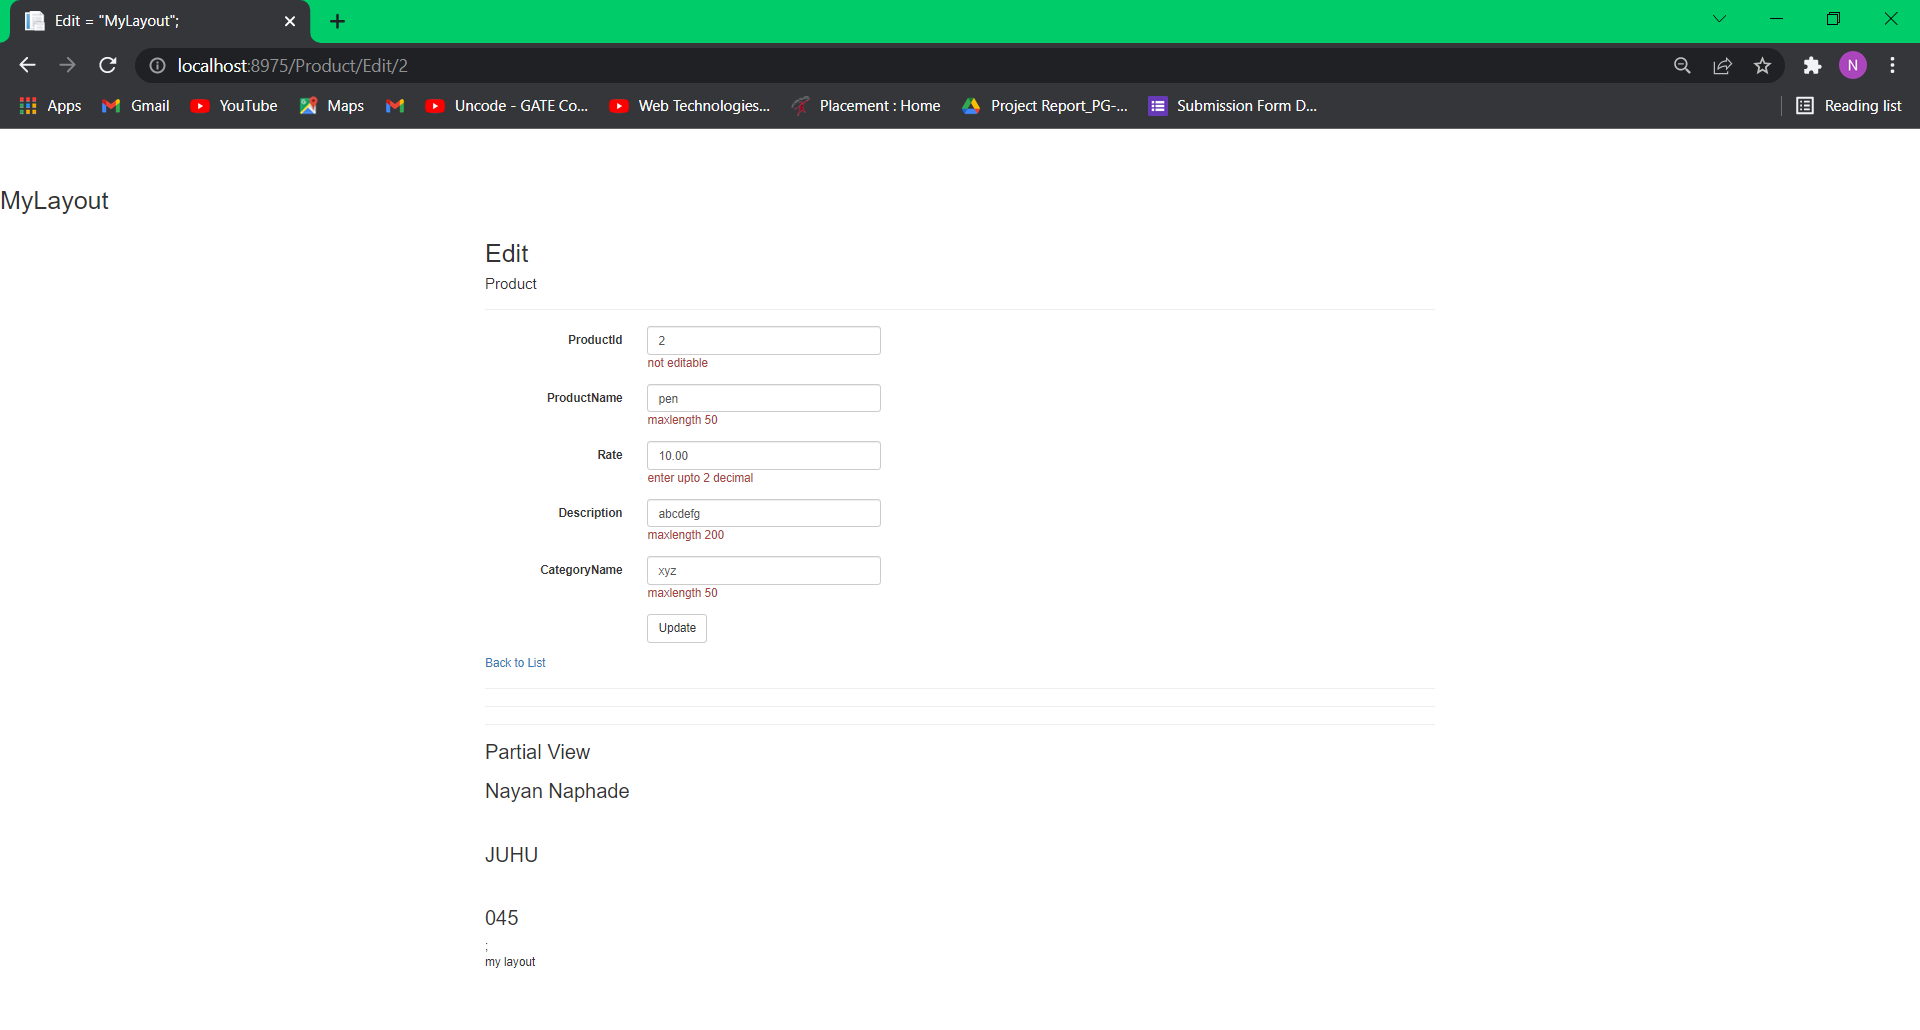 Edit = "MyLayout";
localhost:8975/Product/Edit/2
N
Apps Gmail YouTube Maps Uncode - GATE Co... Web Technologies... Placement : Home Project Report_PG-... Submission Form D... Reading list
MyLayout
Edit
Product
ProductId 2
not editable
ProductName pen
maxlength 50
Rate 10.00
enter upto 2 decimal
Description abcdefg
maxlength 200
CategoryName xyz
maxlength 50
Update
Back to List
Partial View
Nayan Naphade
JUHU
045
;
my layout